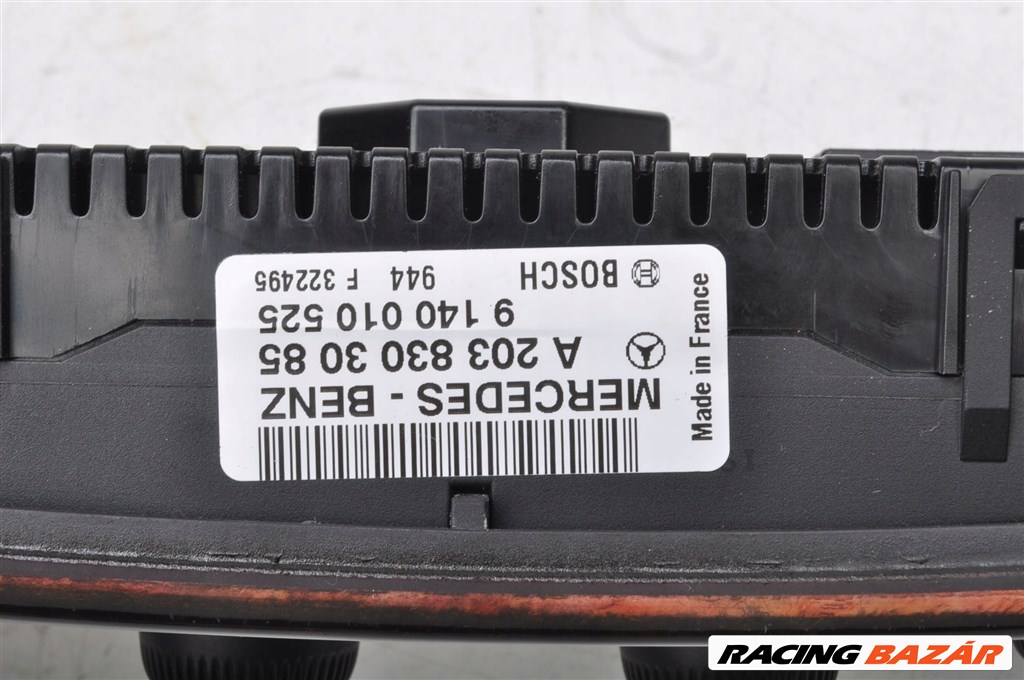 MERCEDES - BENZ
A 203 830 30 85
9 140 010 525
BOSCH 944 F 322495
Made in France
RACING BAZÁR